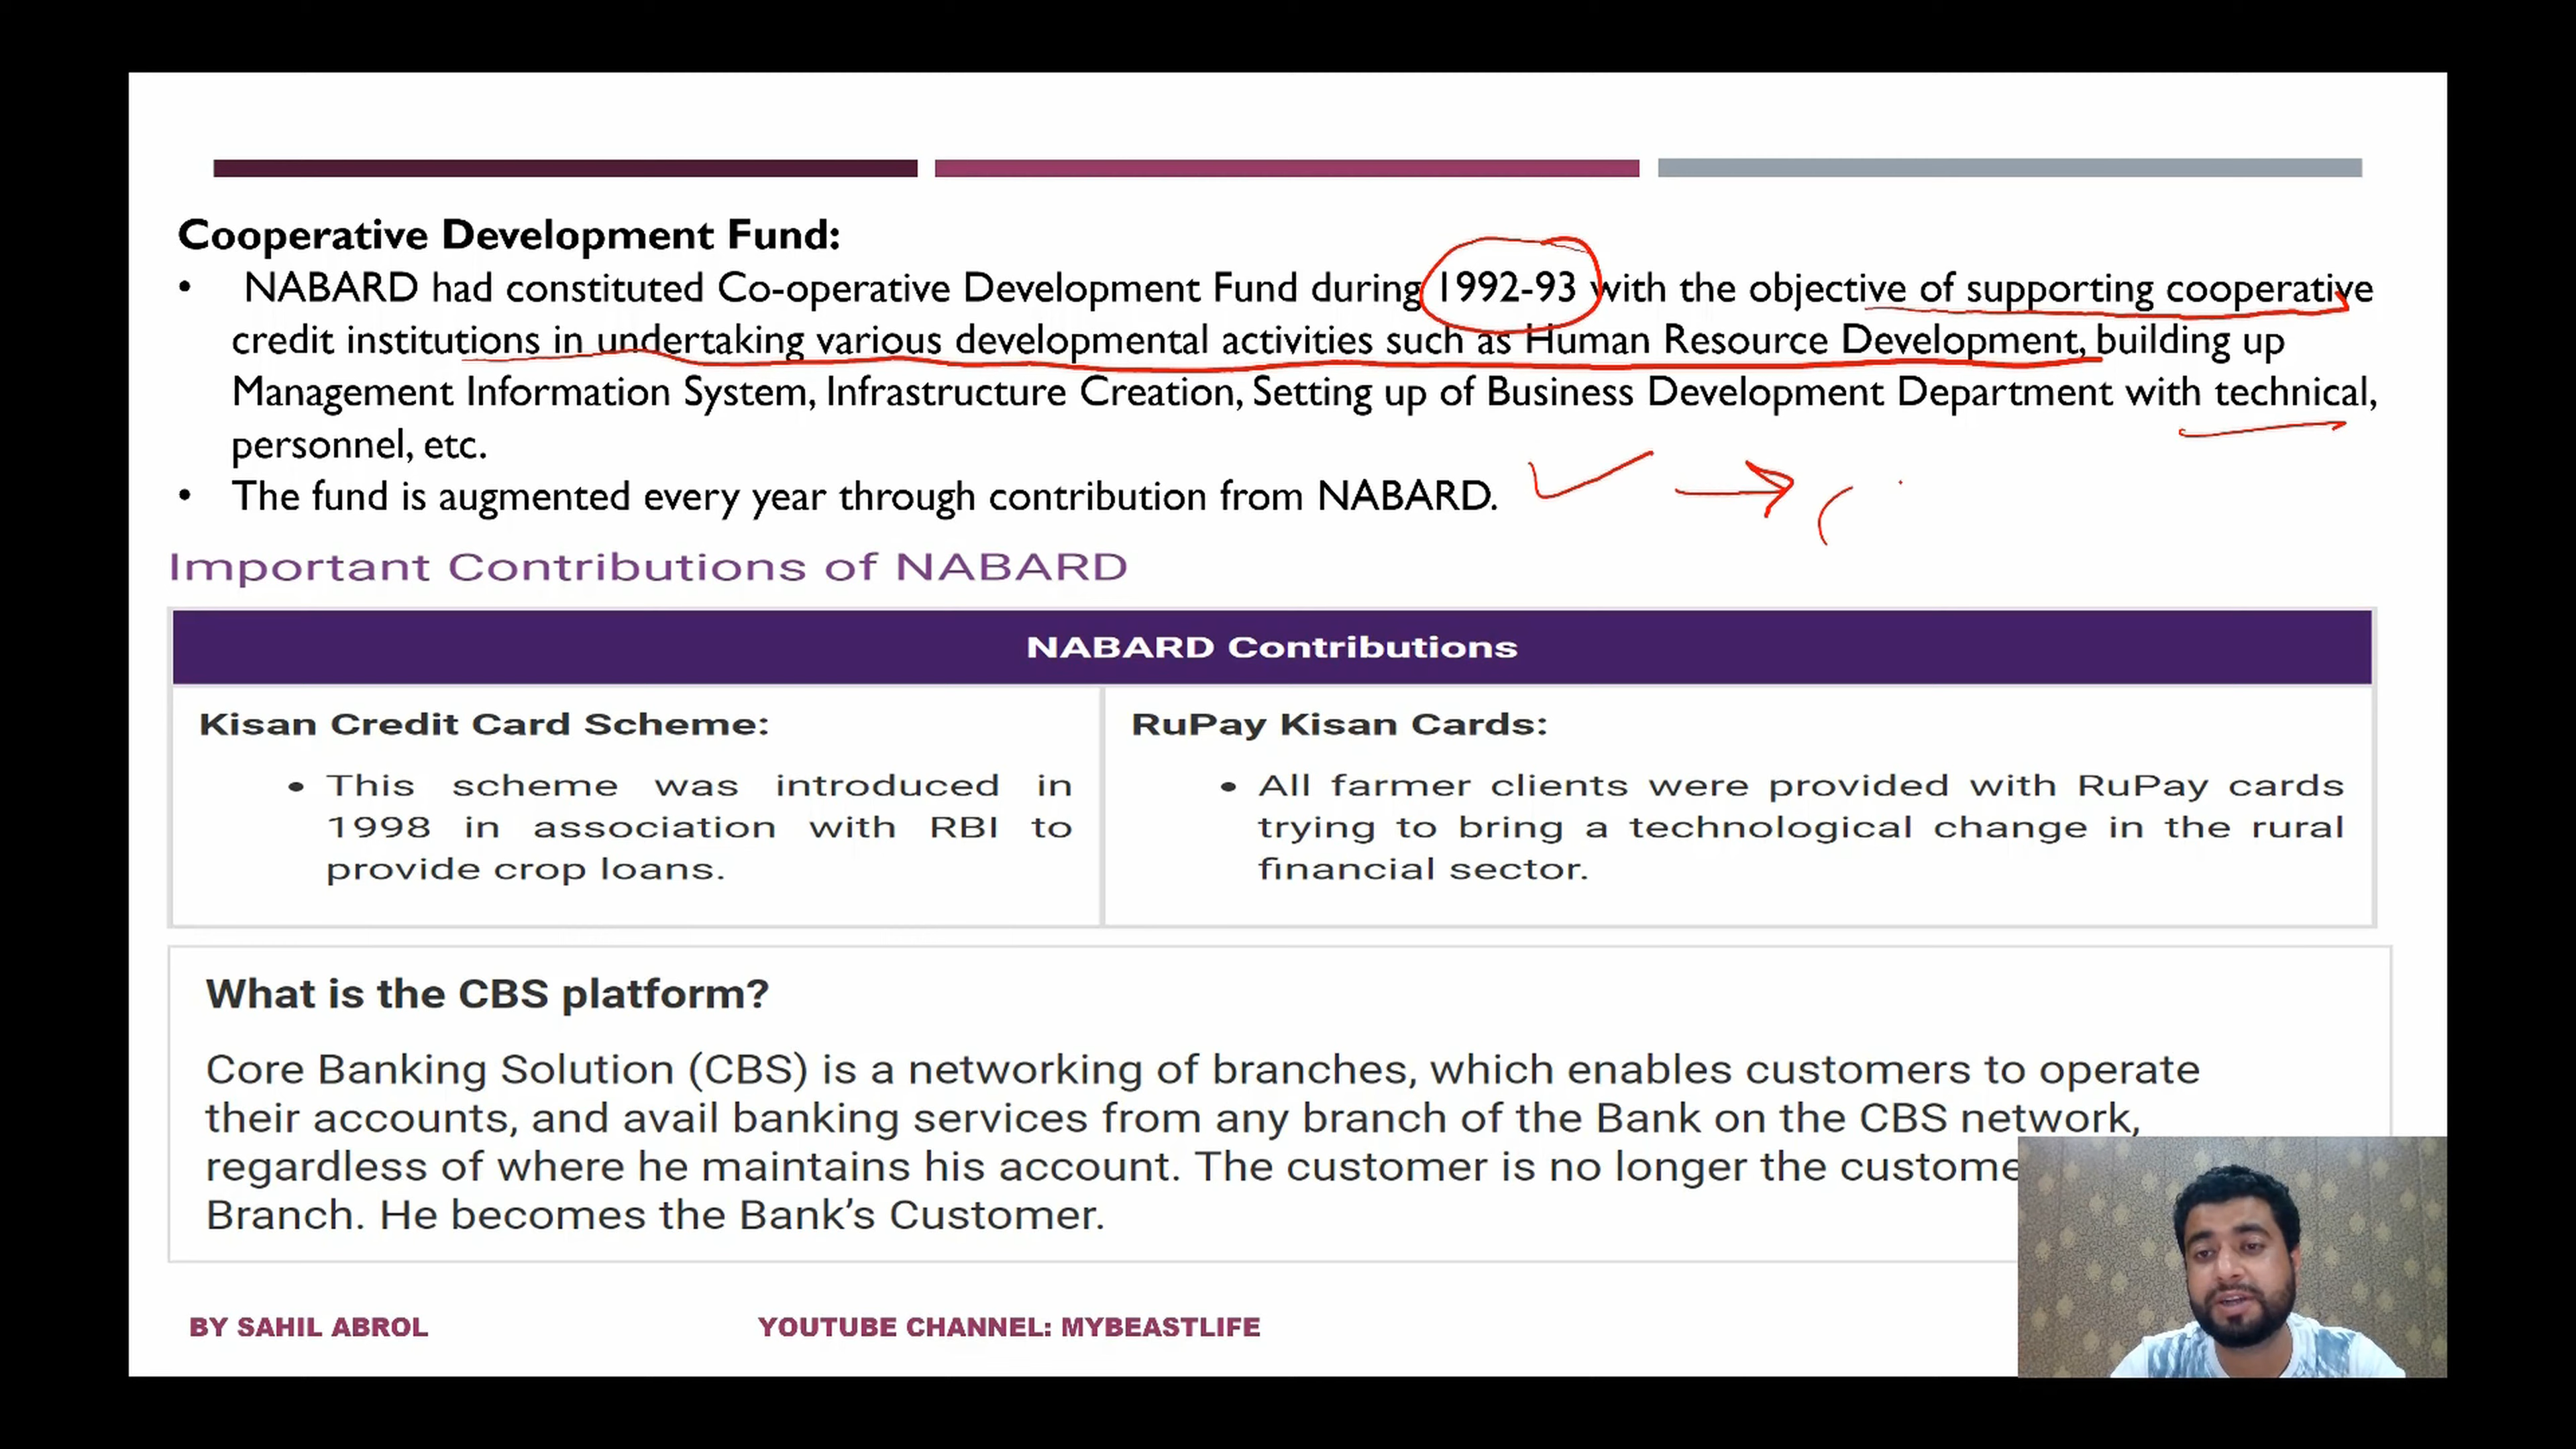 Cooperative Development Fund:
• NABARD had constituted Co-operative Development Fund during 1992-93 with the objective of supporting cooperative
credit institutions in undertaking various developmental activities such as Human Resource Development, building up
Management Information System, Infrastructure Creation, Setting up of Business Development Department with technical,
personnel, etc.
• The fund is augmented every year through contribution from NABARD.
Important Contributions of NABARD
NABARD Contributions
Kisan Credit Card Scheme:
• This scheme was introduced in
1998 in association with RBI to
provide crop loans.
RuPay Kisan Cards:
• All farmer clients were provided with RuPay cards
trying to bring a technological change in the rural
financial sector.
What is the CBS platform?
Core Banking Solution (CBS) is a networking of branches, which enables customers to operate
their accounts, and avail banking services from any branch of the Bank on the CBS network,
regardless of where he maintains his account. The customer is no longer the
Branch. He becomes the Bank’s Customer.
BY SAHIL ABROL
YOUTUBE CHANNEL: MYBEASTLIFE